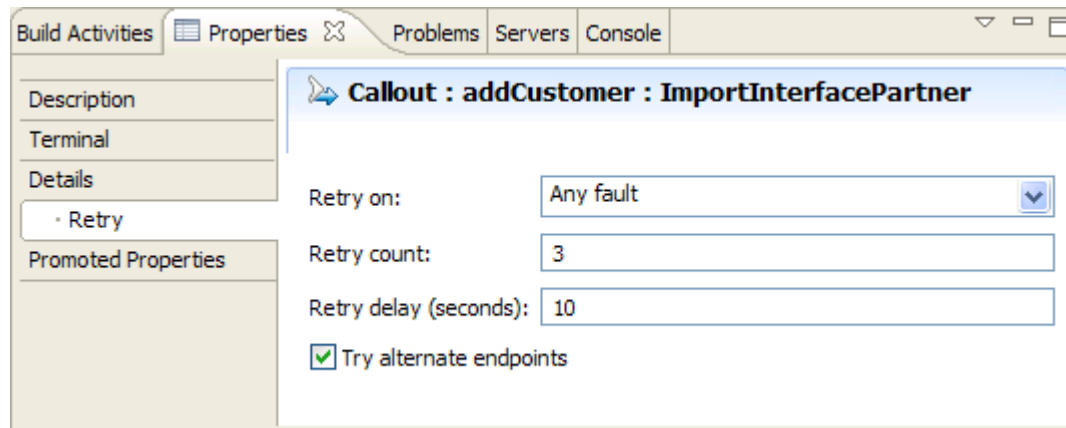 Build Activities Properties Problems Servers Console
Callout : addCustomer : ImportInterfacePartner
Description
Terminal
Details
Retry
Promoted Properties
Retry on: Any fault
Retry count: 3
Retry delay (seconds): 10
Try alternate endpoints